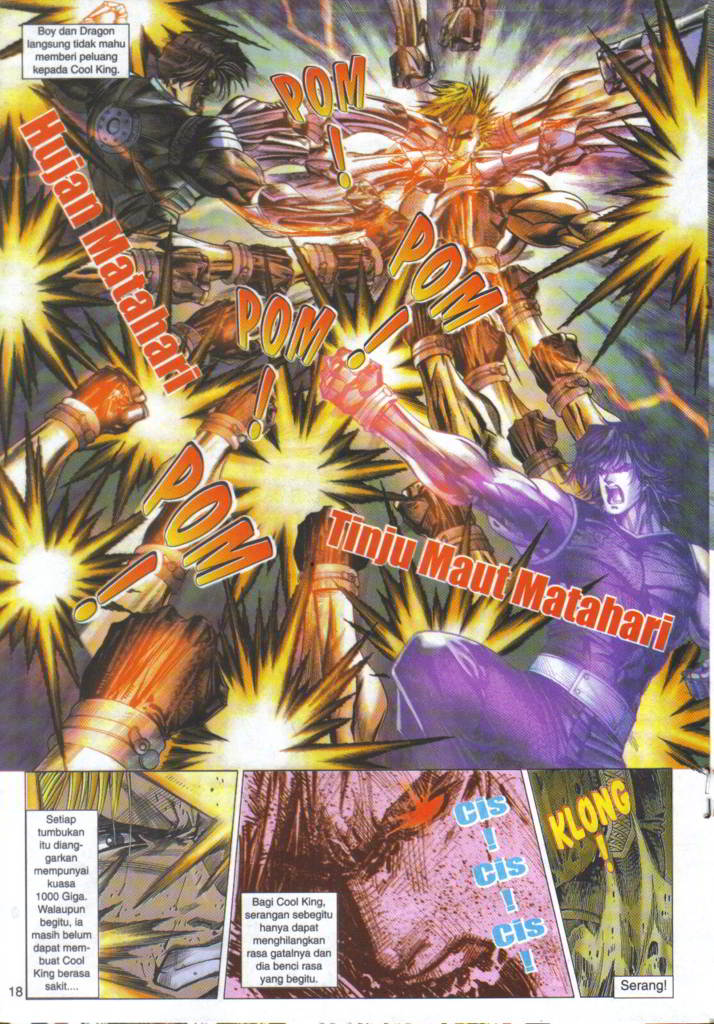 Boy dan Dragon
langsung tidak mahu
memberi peluang
kepada Cool King.
POM
!
Hujan Matahari
POM
!
POM
!
POM
!
Tinju Maut Matahari
Setiap
tumbukan
itu diang-
garkan
mempunyai
kuasa
1000 Giga.
Walaupun
begitu, ia
masih belum
dapat mem-
buat Cool
King berasa
sakit....
Bagi Cool King,
serangan sebegitu
hanya dapat
menghilangkan
rasa gatalnya dan
dia benci rasa
yang begitu.
Cis
!
Cis
!
Cis
!
KLONG
!
Serang!
18